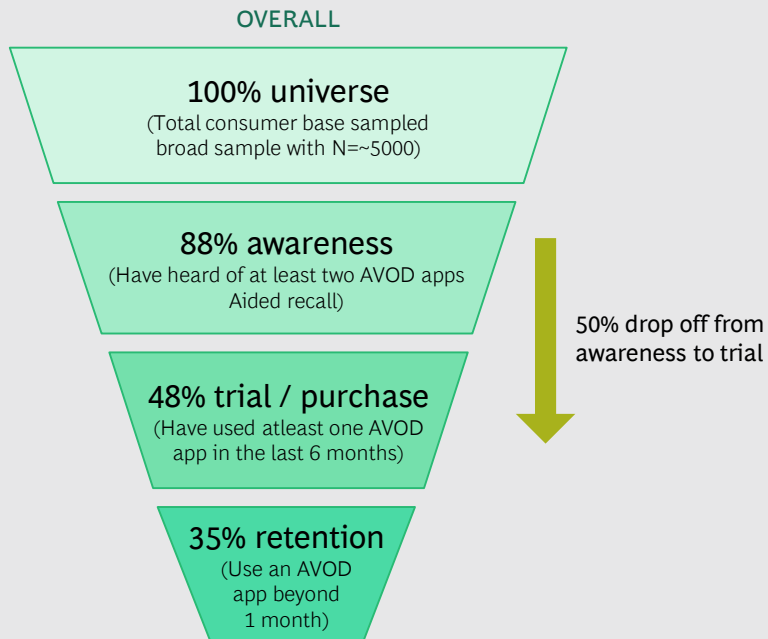 OVERALL
100% universe
(Total consumer base sampled
broad sample with N=~5000)
88% awareness
(Have heard of at least two AVOD apps
Aided recall)
50% drop off from
awareness to trial
48% trial / purchase
(Have used atleast one AVOD
app in the last 6 months)
35% retention
(Use an AVOD
app beyond
1 month)